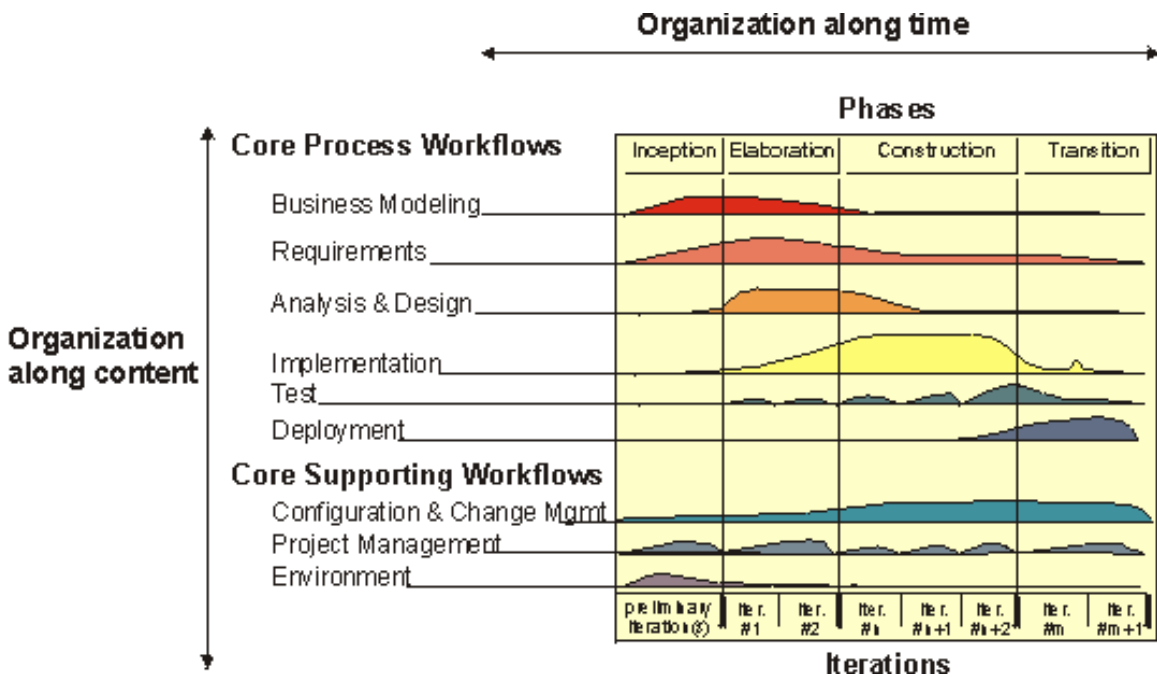 Organization along time
Phases
Core Process Workflows
Inception Elaboration Construction Transition
Business Modeling
Requirements
Analysis & Design
Organization
along content
Implementation
Test
Deployment
Core Supporting Workflows
Configuration & Change Mgmt
Project Management
Environment
preliminary iteration(s)
Iter. #1
Iter. #2
Iter. #n
Iter. #n+1
Iter. #n+2
Iter. #m
Iter. #m+1
Iterations